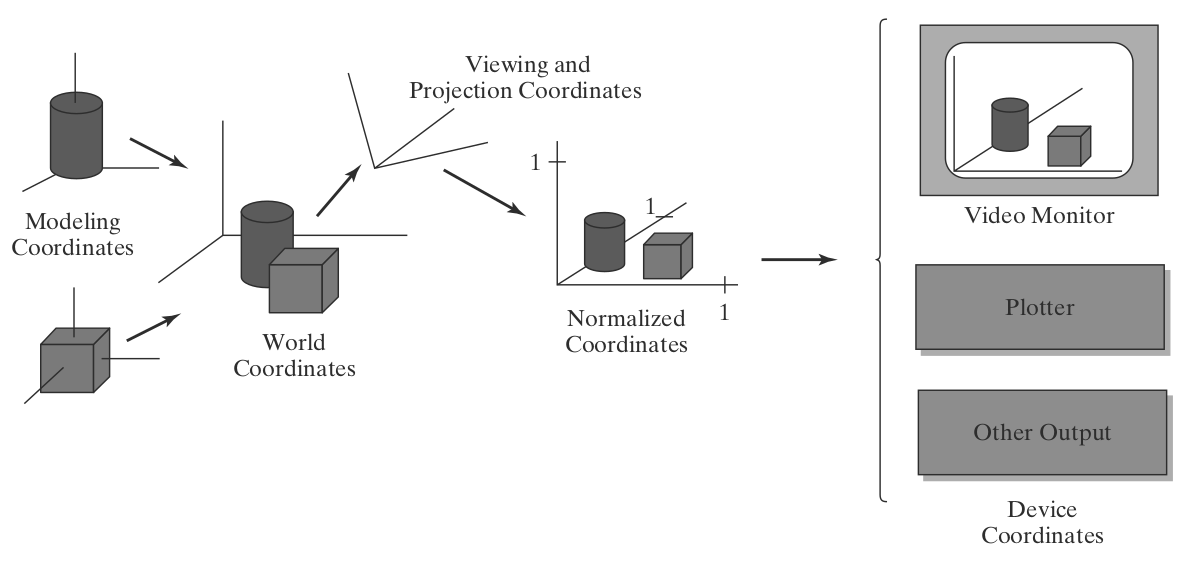 Modeling
Coordinates
World
Coordinates
Viewing and
Projection Coordinates
1
1
1
Normalized
Coordinates
Video Monitor
Plotter
Other Output
Device
Coordinates